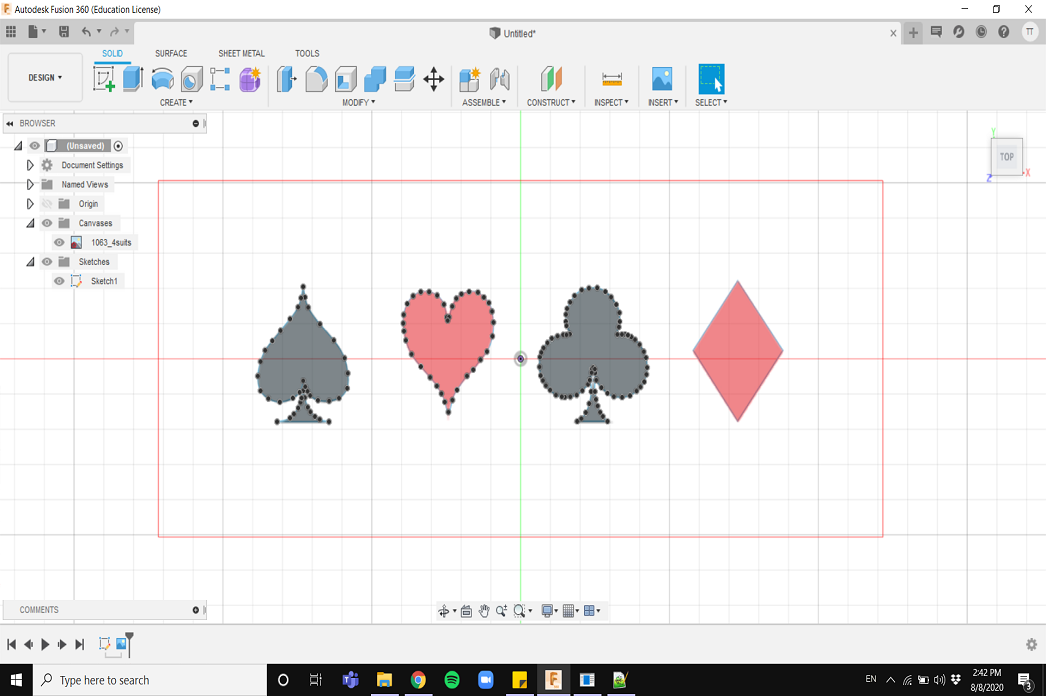 Autodesk Fusion 360 (Education License)
Untitled*
TT
SOLID SURFACE SHEET METAL TOOLS
DESIGN
CREATE MODIFY ASSEMBLE CONSTRUCT INSPECT INSERT SELECT
BROWSER
(Unsaved)
Document Settings
Named Views
Origin
Canvases
1063_4suits
Sketches
Sketch1
Y
TOP
Z X
COMMENTS
Type here to search
EN
2:42 PM
8/8/2020
3